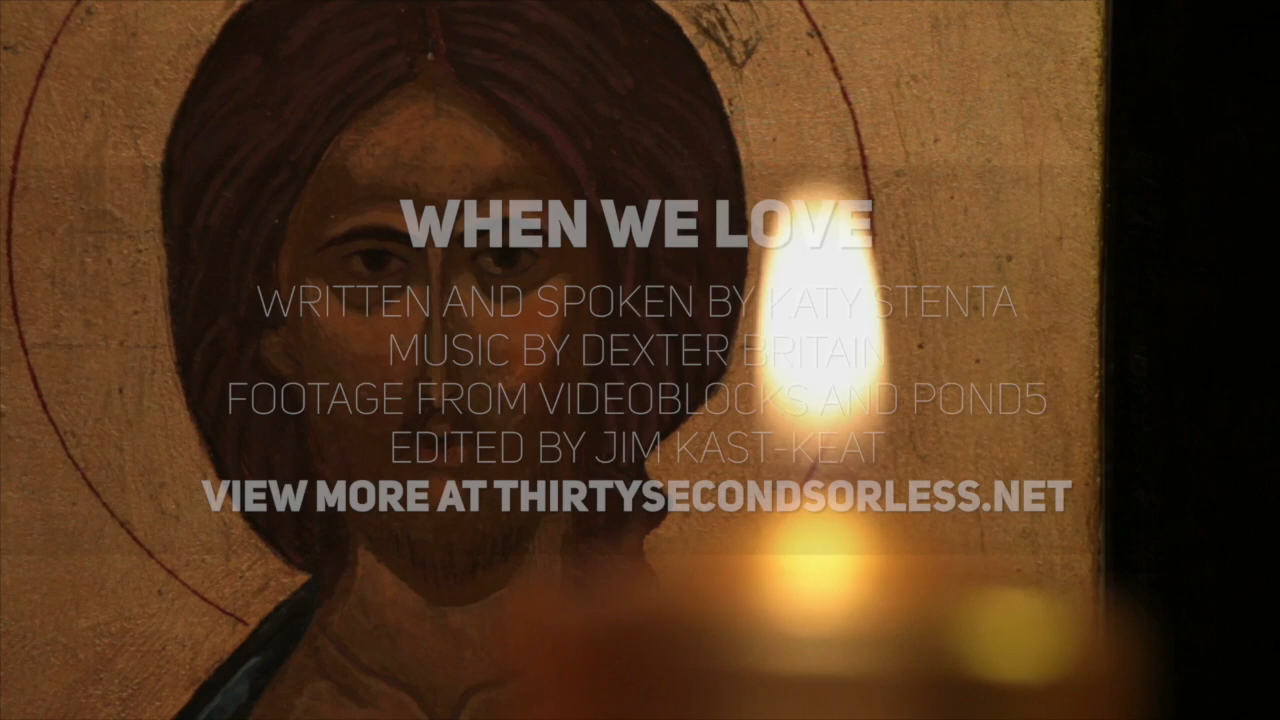 WHEN WE LOVE
WRITTEN AND SPOKEN BY KATY STENTA
MUSIC BY DEXTER BRITAIN
FOOTAGE FROM VIDEOBLOCKS AND POND5
EDITED BY JIM KAST-KEAT
VIEW MORE AT THIRTYSECONDSORLESS.NET